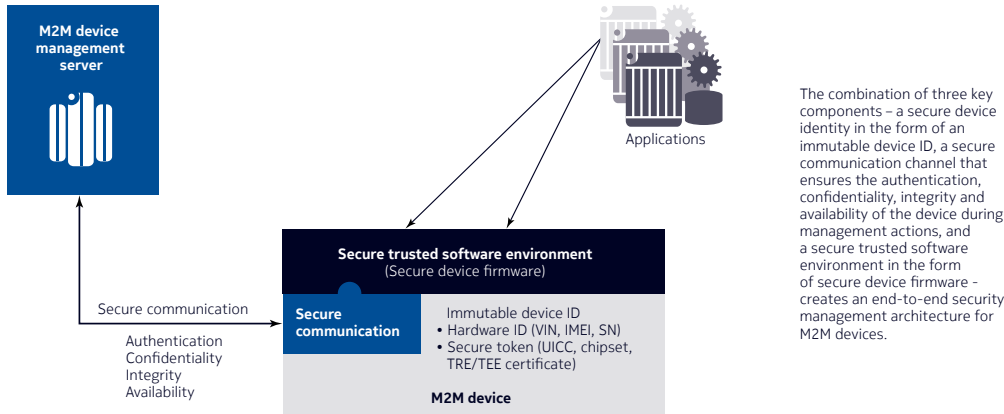 M2M device
management
server
Applications
Secure trusted software environment
(Secure device firmware)
Secure communication
Authentication
Confidentiality
Integrity
Availability
Secure
communication
Immutable device ID
• Hardware ID (VIN, IMEI, SN)
• Secure token (UICC, chipset,
TRE/TEE certificate)
M2M device
The combination of three key
components – a secure device
identity in the form of an
immutable device ID, a secure
communication channel that
ensures the authentication,
confidentiality, integrity and
availability of the device during
management actions, and
a secure trusted software
environment in the form
of secure device firmware -
creates an end-to-end security
management architecture for
M2M devices.